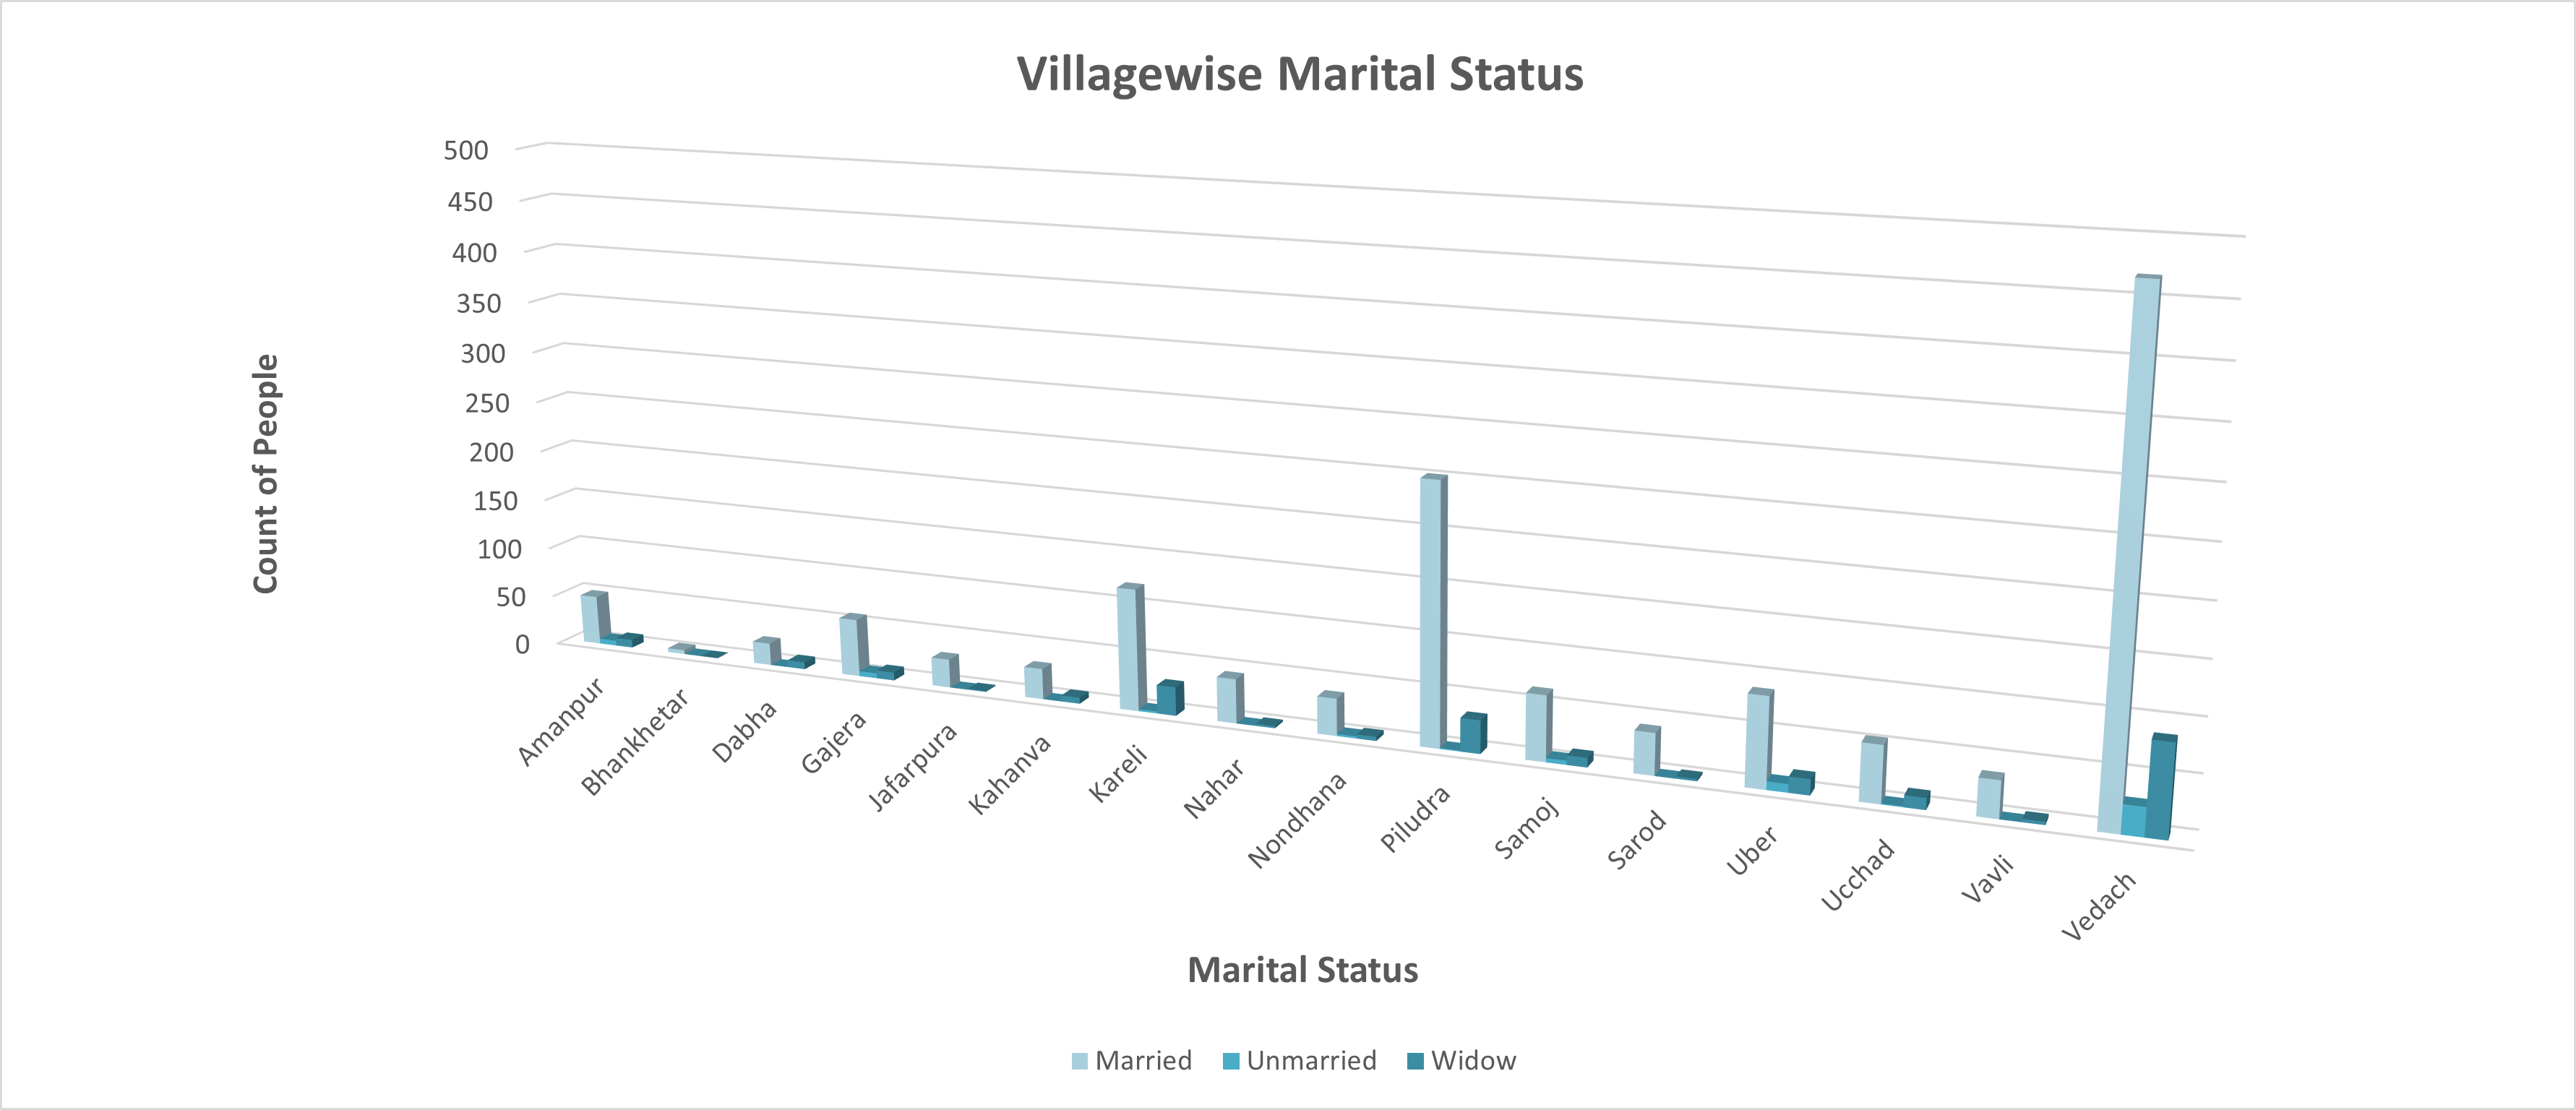 Villagewise Marital Status
500
450
400
350
300
250
200
150
100
50
0
Count of People
Amanpur
Bhankhetar
Dabha
Gajera
Jafarpura
Kahanva
Kareli
Nahar
Nondhana
Piludra
Samoj
Sarod
Uber
Ucchad
Vavli
Vedach
Marital Status
Married Unmarried Widow